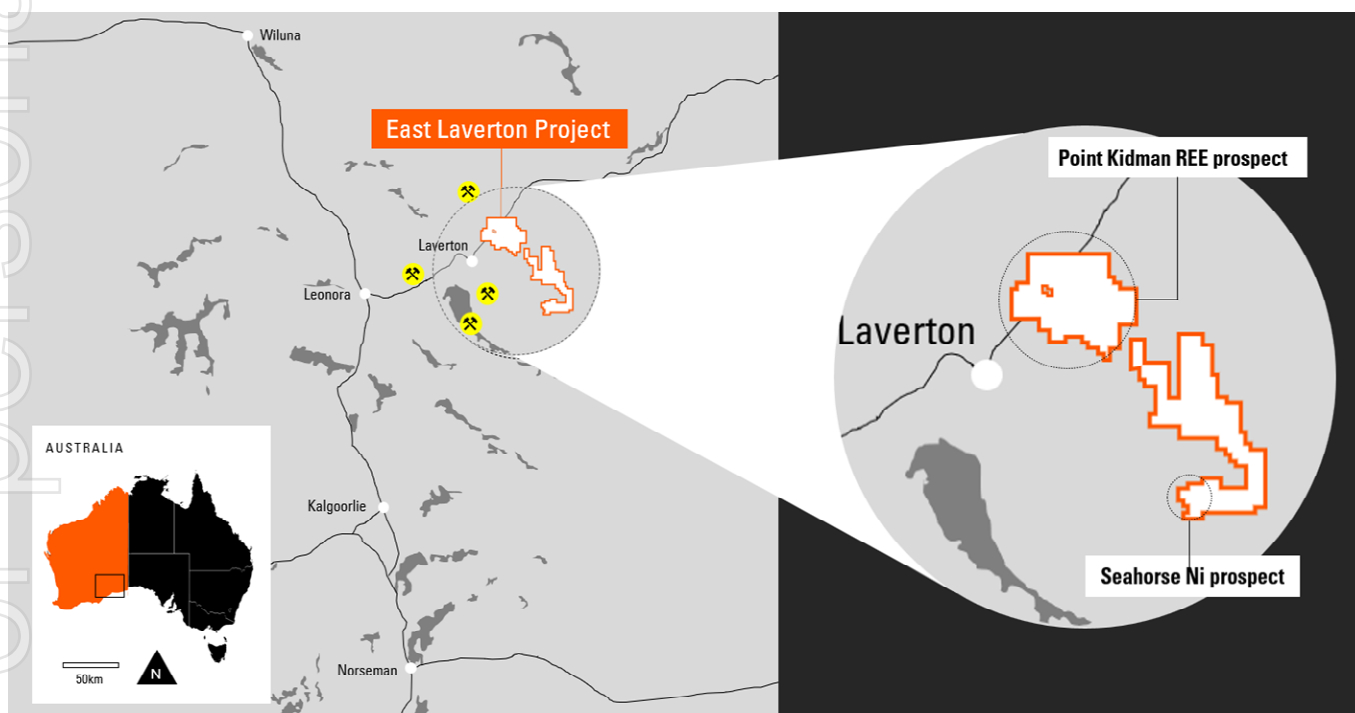 Wiluna
East Laverton Project
Point Kidman REE prospect
Laverton
Laverton
Leonora
Seahorse Ni prospect
AUSTRALIA
Kalgoorlie
Norseman
50km
N